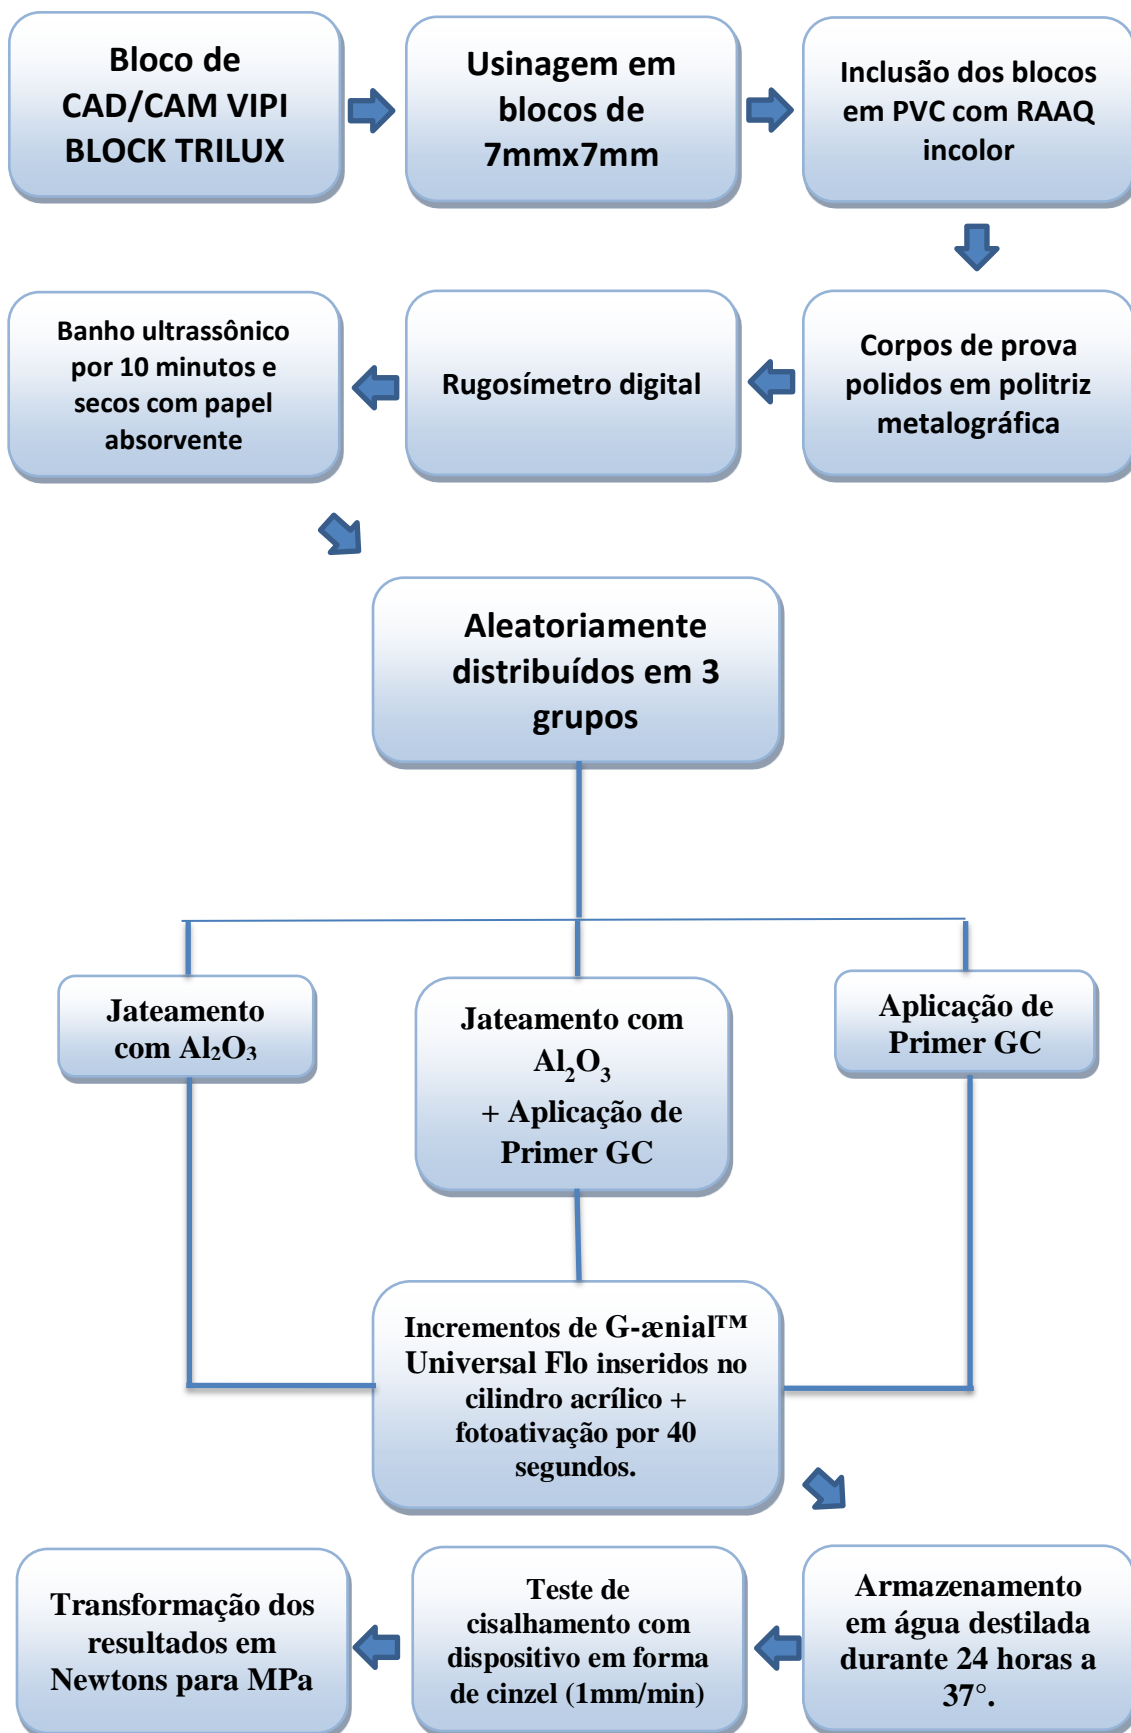 Bloco de
CAD/CAM VIPI
BLOCK TRILUX
Usinagem em
blocos de
7mmx7mm
Inclusão dos blocos
em PVC com RAAQ
incolor
Corpos de prova
polidos em politriz
metalográfica
Rugosímetro digital
Banho ultrassônico
por 10 minutos e
secos com papel
absorvente
Aleatoriamente
distribuídos em 3
grupos
Jateamento
com Al₂O₃
Jateamento com
Al₂O₃
+ Aplicação de
Primer GC
Aplicação de
Primer GC
Incrementos de G-ænial™
Universal Flo inseridos no
cilindro acrílico +
fotoativação por 40
segundos.
Armazenamento
em água destilada
durante 24 horas a
37°.
Teste de
cisalhamento com
dispositivo em forma
de cinzel (1mm/min)
Transformação dos
resultados em
Newtons para MPa